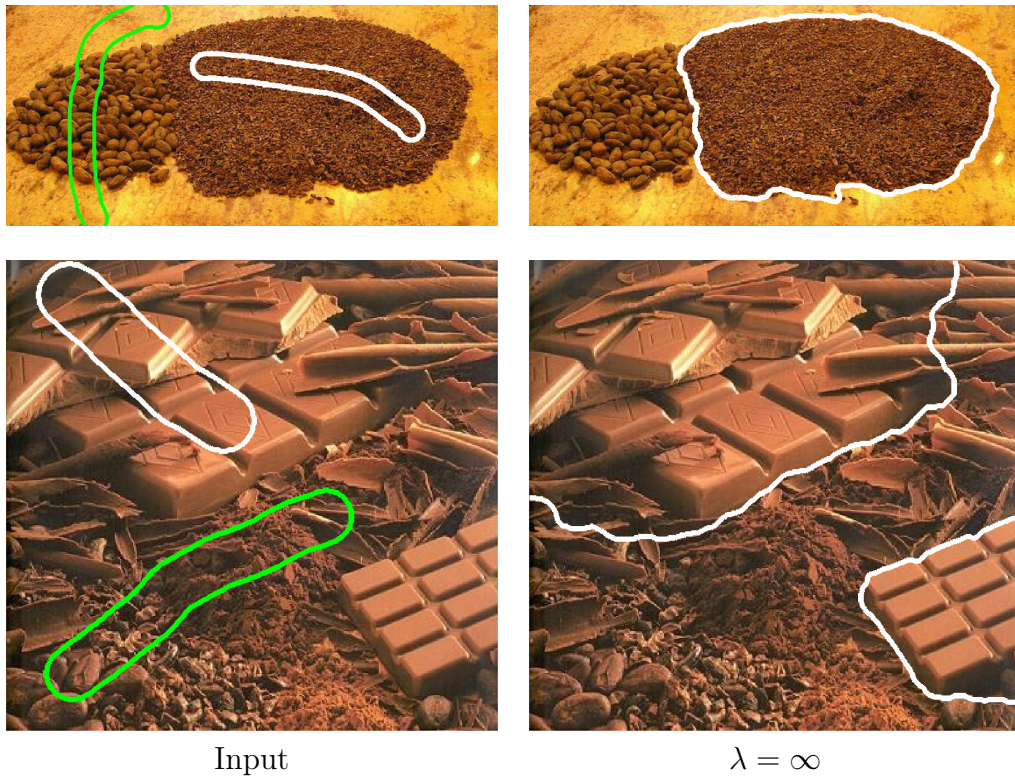 Input
λ = ∞